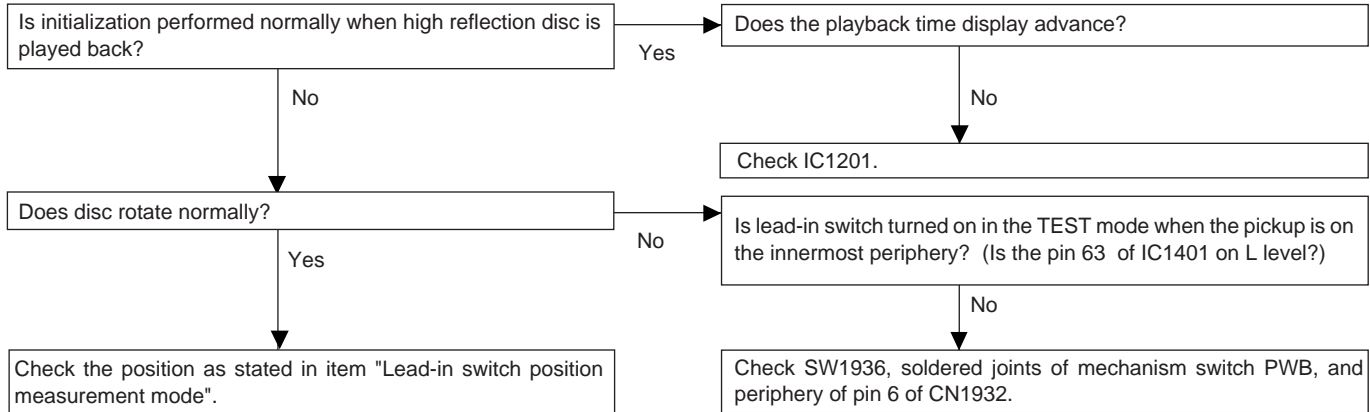 Is initialization performed normally when high reflection disc is
played back?
Yes
Does the playback time display advance?
No
No
Check IC1201.
Does disc rotate normally?
No
Is lead-in switch turned on in the TEST mode when the pickup is on
the innermost periphery? (Is the pin 63 of IC1401 on L level?)
Yes
No
Check the position as stated in item "Lead-in switch position
measurement mode".
Check SW1936, soldered joints of mechanism switch PWB, and
periphery of pin 6 of CN1932.